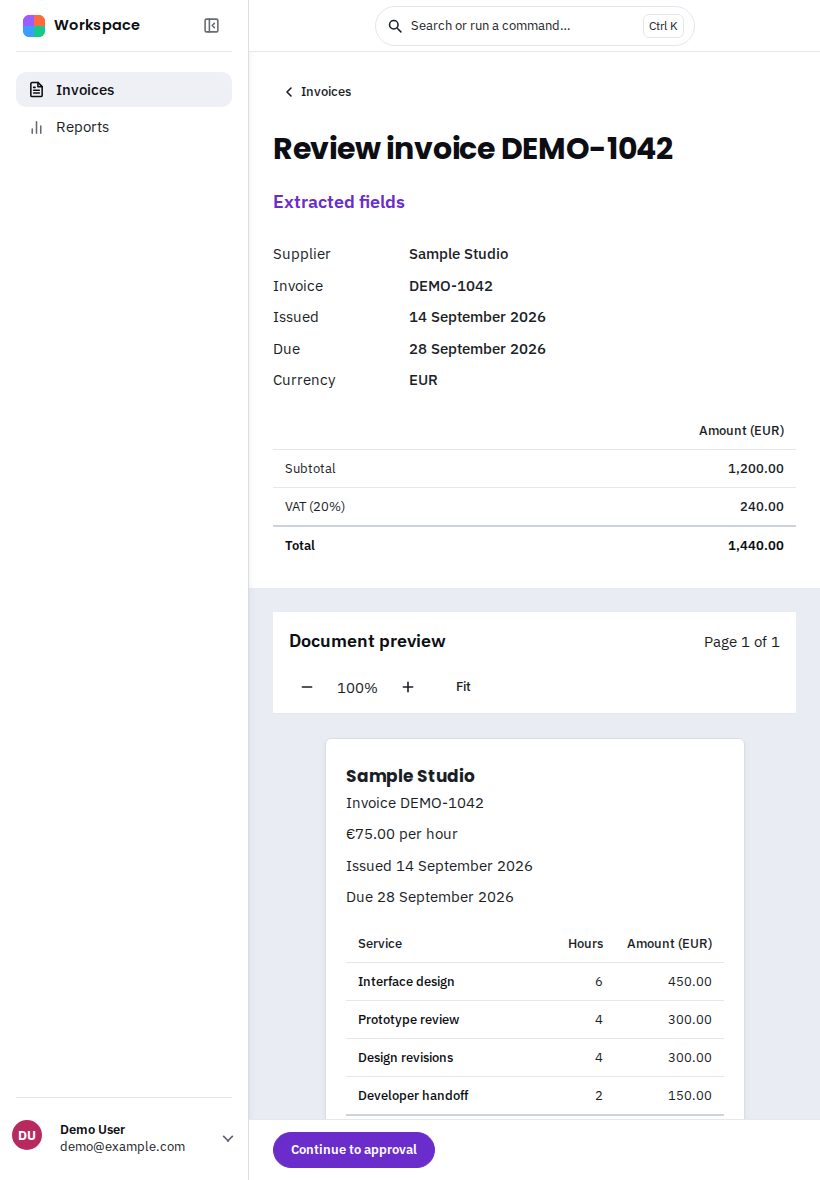 Workspace
Search or run a command...
Ctrl K
Invoices
Reports
Invoices
Review invoice DEMO-1042
Extracted fields
Supplier Sample Studio
Invoice DEMO-1042
Issued 14 September 2026
Due 28 September 2026
Currency EUR
Amount (EUR)
Subtotal 1,200.00
VAT (20%) 240.00
Total 1,440.00
Document preview Page 1 of 1
100% Fit
Sample Studio
Invoice DEMO-1042
€75.00 per hour
Issued 14 September 2026
Due 28 September 2026
Service Hours Amount (EUR)
Interface design 6 450.00
Prototype review 4 300.00
Design revisions 4 300.00
Developer handoff 2 150.00
DU
Demo User
demo@example.com
Continue to approval